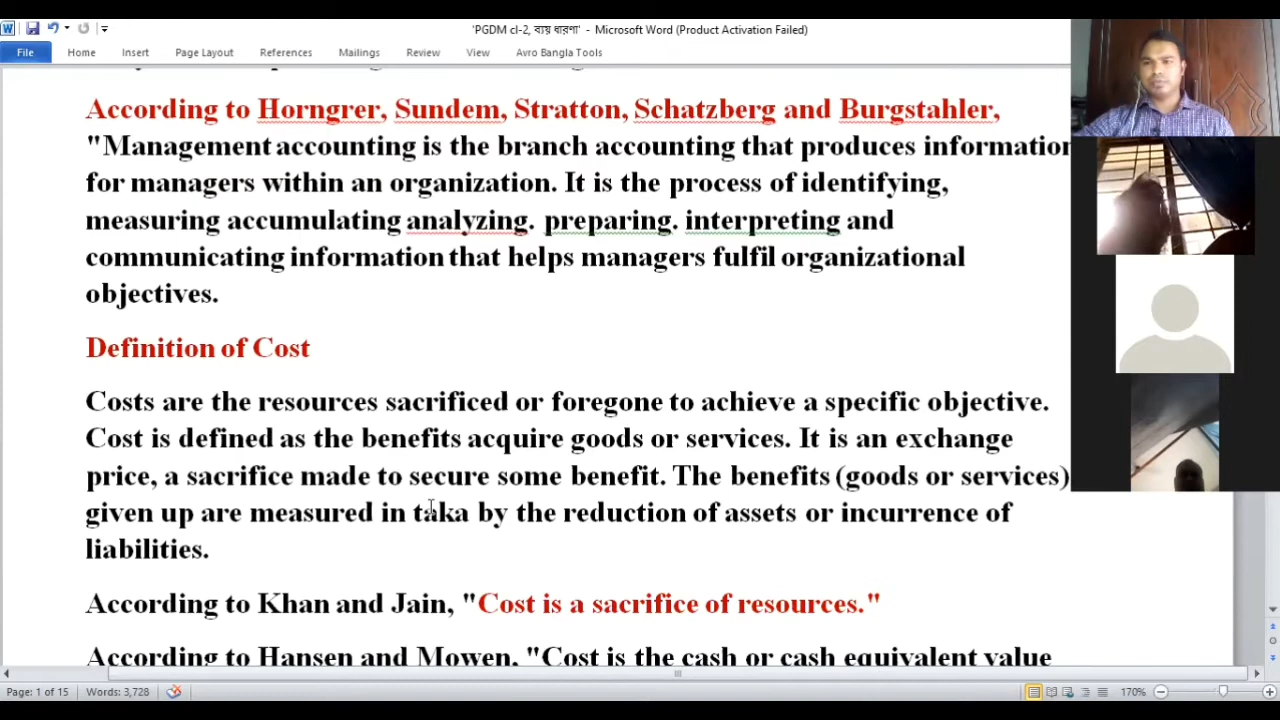 'PGDM cl-2, ব্যয় ধারণা' - Microsoft Word (Product Activation Failed)
File Home Insert Page Layout References Mailings Review View Avro Bangla Tools
According to Horngrer, Sundem, Stratton, Schatzberg and Burgstahler,
"Management accounting is the branch accounting that produces information
for managers within an organization. It is the process of identifying,
measuring accumulating analyzing. preparing. interpreting and
communicating information that helps managers fulfil organizational
objectives.
Definition of Cost
Costs are the resources sacrificed or foregone to achieve a specific objective.
Cost is defined as the benefits acquire goods or services. It is an exchange
price, a sacrifice made to secure some benefit. The benefits (goods or services)
given up are measured in taka by the reduction of assets or incurrence of
liabilities.
According to Khan and Jain, "Cost is a sacrifice of resources."
According to Hansen and Mowen, "Cost is the cash or cash equivalent value
Page: 1 of 15 Words: 3,728 170%